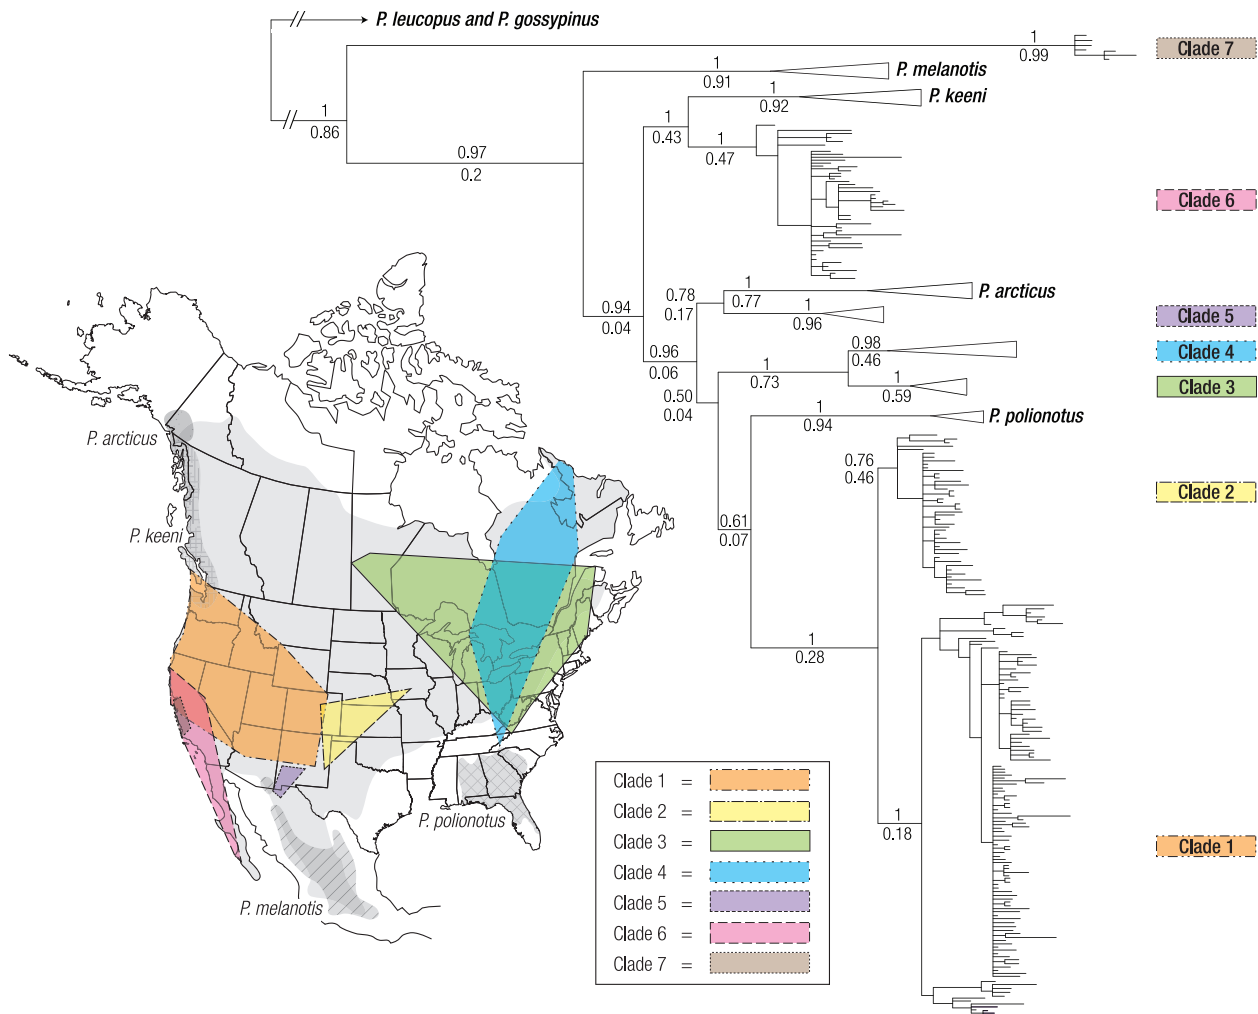 P. leucopus and P. gossypinus
1
0.99
Clade 7
1
0.91
P. melanotis
1
0.92
P. keeni
1
0.86
1
0.43
1
0.47
0.97
0.2
Clade 6
0.94
0.04
0.78
0.17
1
0.77
P. arcticus
1
0.96
Clade 5
0.98
0.46
Clade 4
0.96
0.06
1
0.73
1
0.59
Clade 3
0.50
0.04
1
0.94
P. polionotus
0.76
0.46
Clade 2
0.61
0.07
1
0.28
1
0.18
Clade 1
P. arcticus
P. keeni
P. polionotus
P. melanotis
Clade 1 =
Clade 2 =
Clade 3 =
Clade 4 =
Clade 5 =
Clade 6 =
Clade 7 =